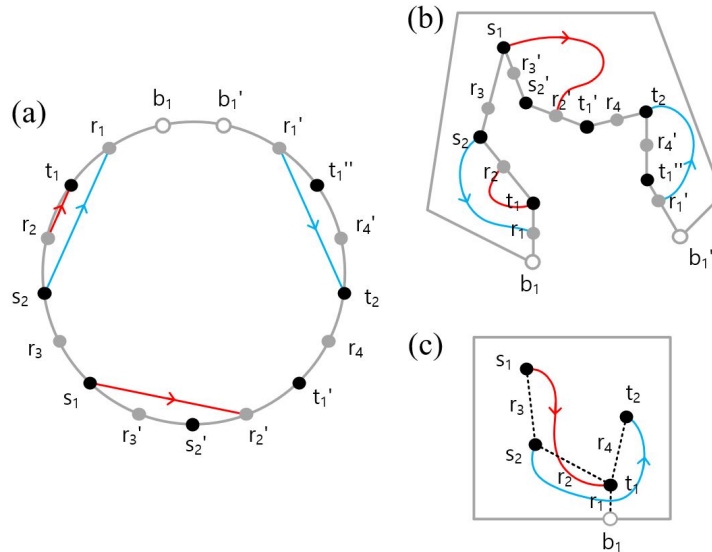 (a)
b₁ b₁'
r₁ r₁'
t₁ t₁''
r₂ r₄'
s₂ t₂
r₃ r₄
s₁ t₁'
r₃' s₂' r₂'
(b)
s₁
r₃'
r₃ s₂' r₂' t₁' r₄ t₂
s₂ r₄'
r₂ t₁''
t₁ r₁'
r₁
b₁ b₁'
(c)
s₁
r₃ t₂
s₂ r₄
r₂ r₁ t₁
b₁